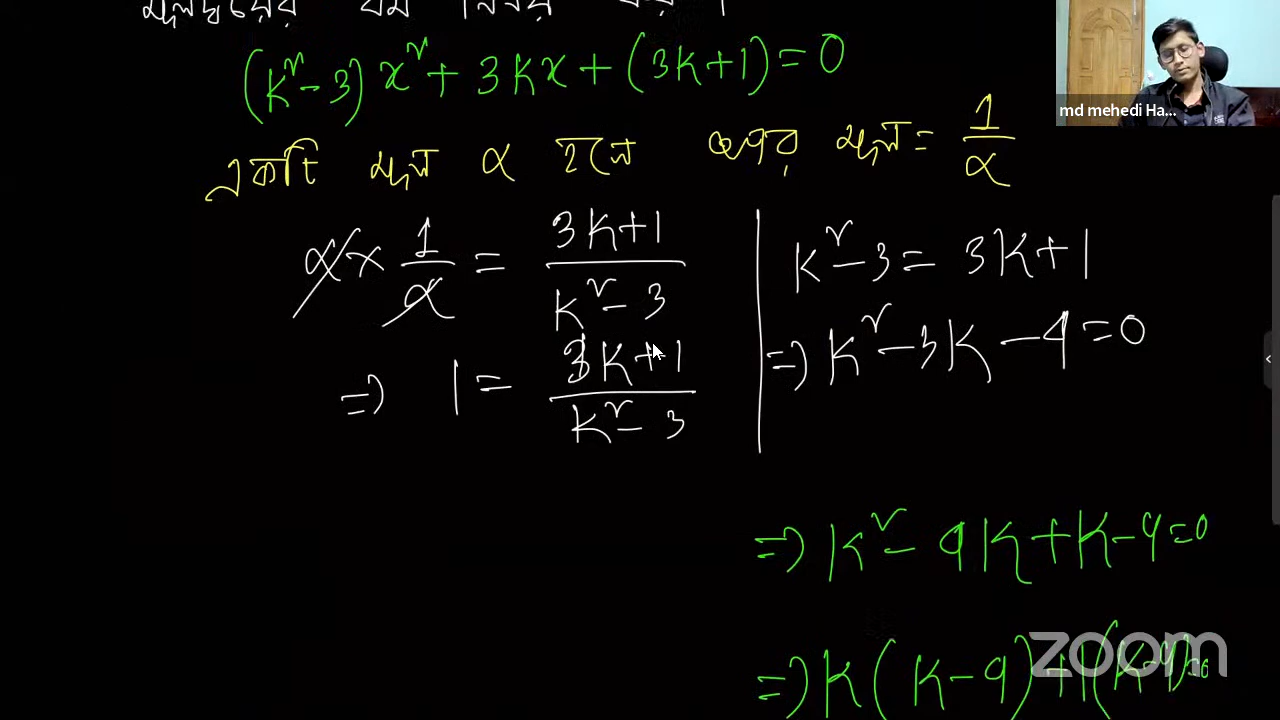 (k²-3)x²+3kx+(3k+1)=0
একটি মূল α হলে অপর মূল = 1/α
α×1/α = (3k+1)/(k²-3)
⇒ 1 = (3k+1)/(k²-3)
k²-3=3k+1
⇒ k²-3k-4=0
⇒ k²-4k+k-4=0
⇒ k(k-4)+1(k-4)=0
md mehedi Ha...
zoom